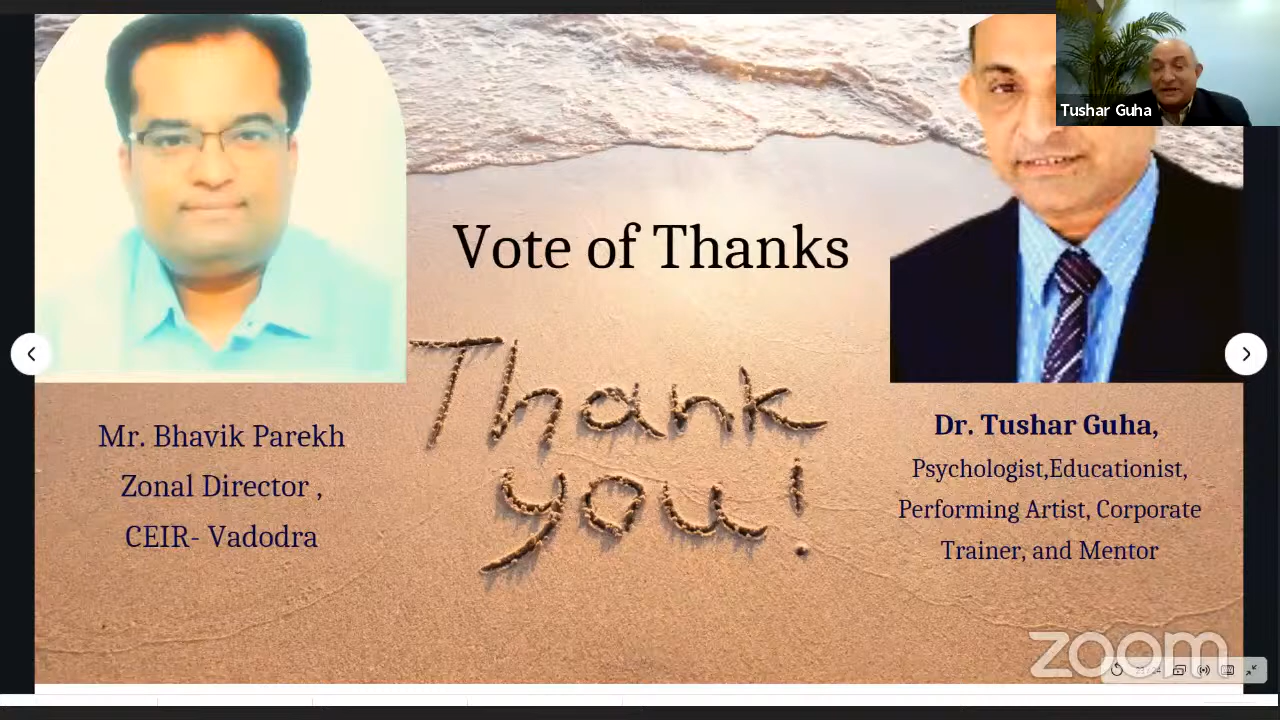 Tushar Guha
Vote of Thanks
Thank
you!
Mr. Bhavik Parekh
Zonal Director ,
CEIR- Vadodra
Dr. Tushar Guha,
Psychologist,Educationist,
Performing Artist, Corporate
Trainer, and Mentor
zoom